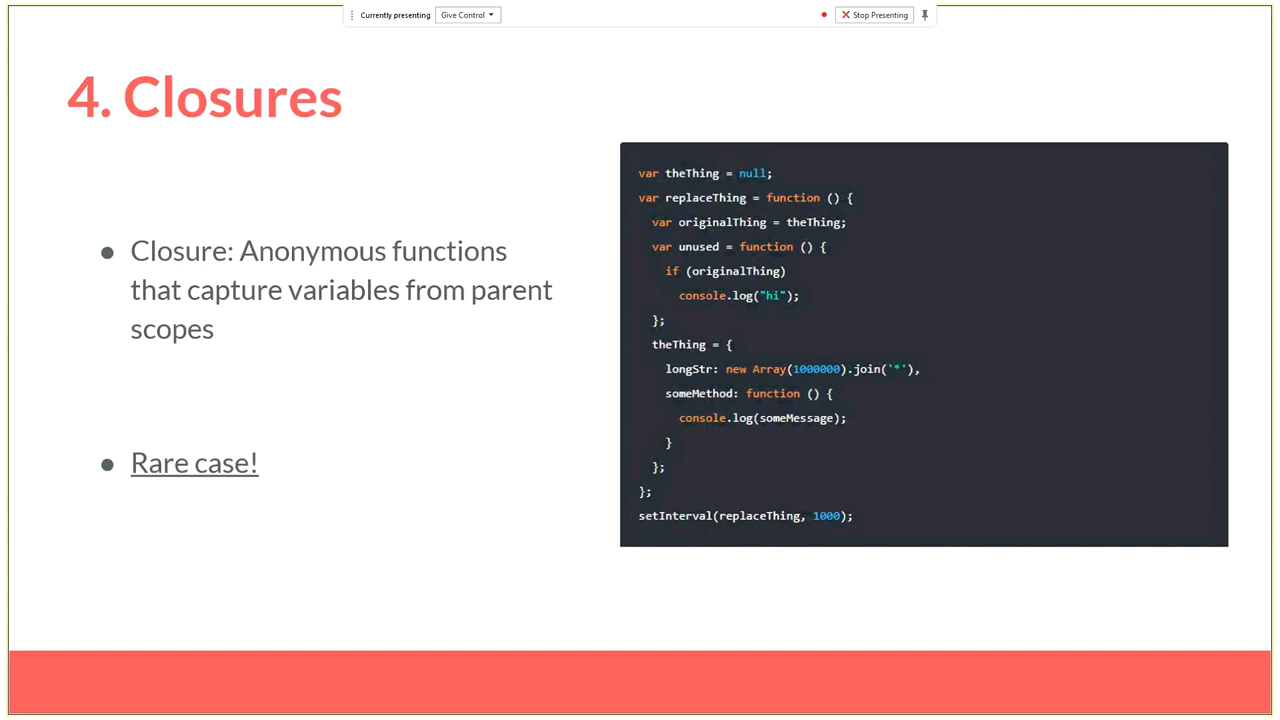 Currently presenting Give Control Stop Presenting
4. Closures
● Closure: Anonymous functions
that capture variables from parent
scopes
● Rare case!
var theThing = null;
var replaceThing = function () {
  var originalThing = theThing;
  var unused = function () {
    if (originalThing)
      console.log("hi");
  };
  theThing = {
    longStr: new Array(1000000).join('*'),
    someMethod: function () {
      console.log(someMessage);
    }
  };
};
setInterval(replaceThing, 1000);